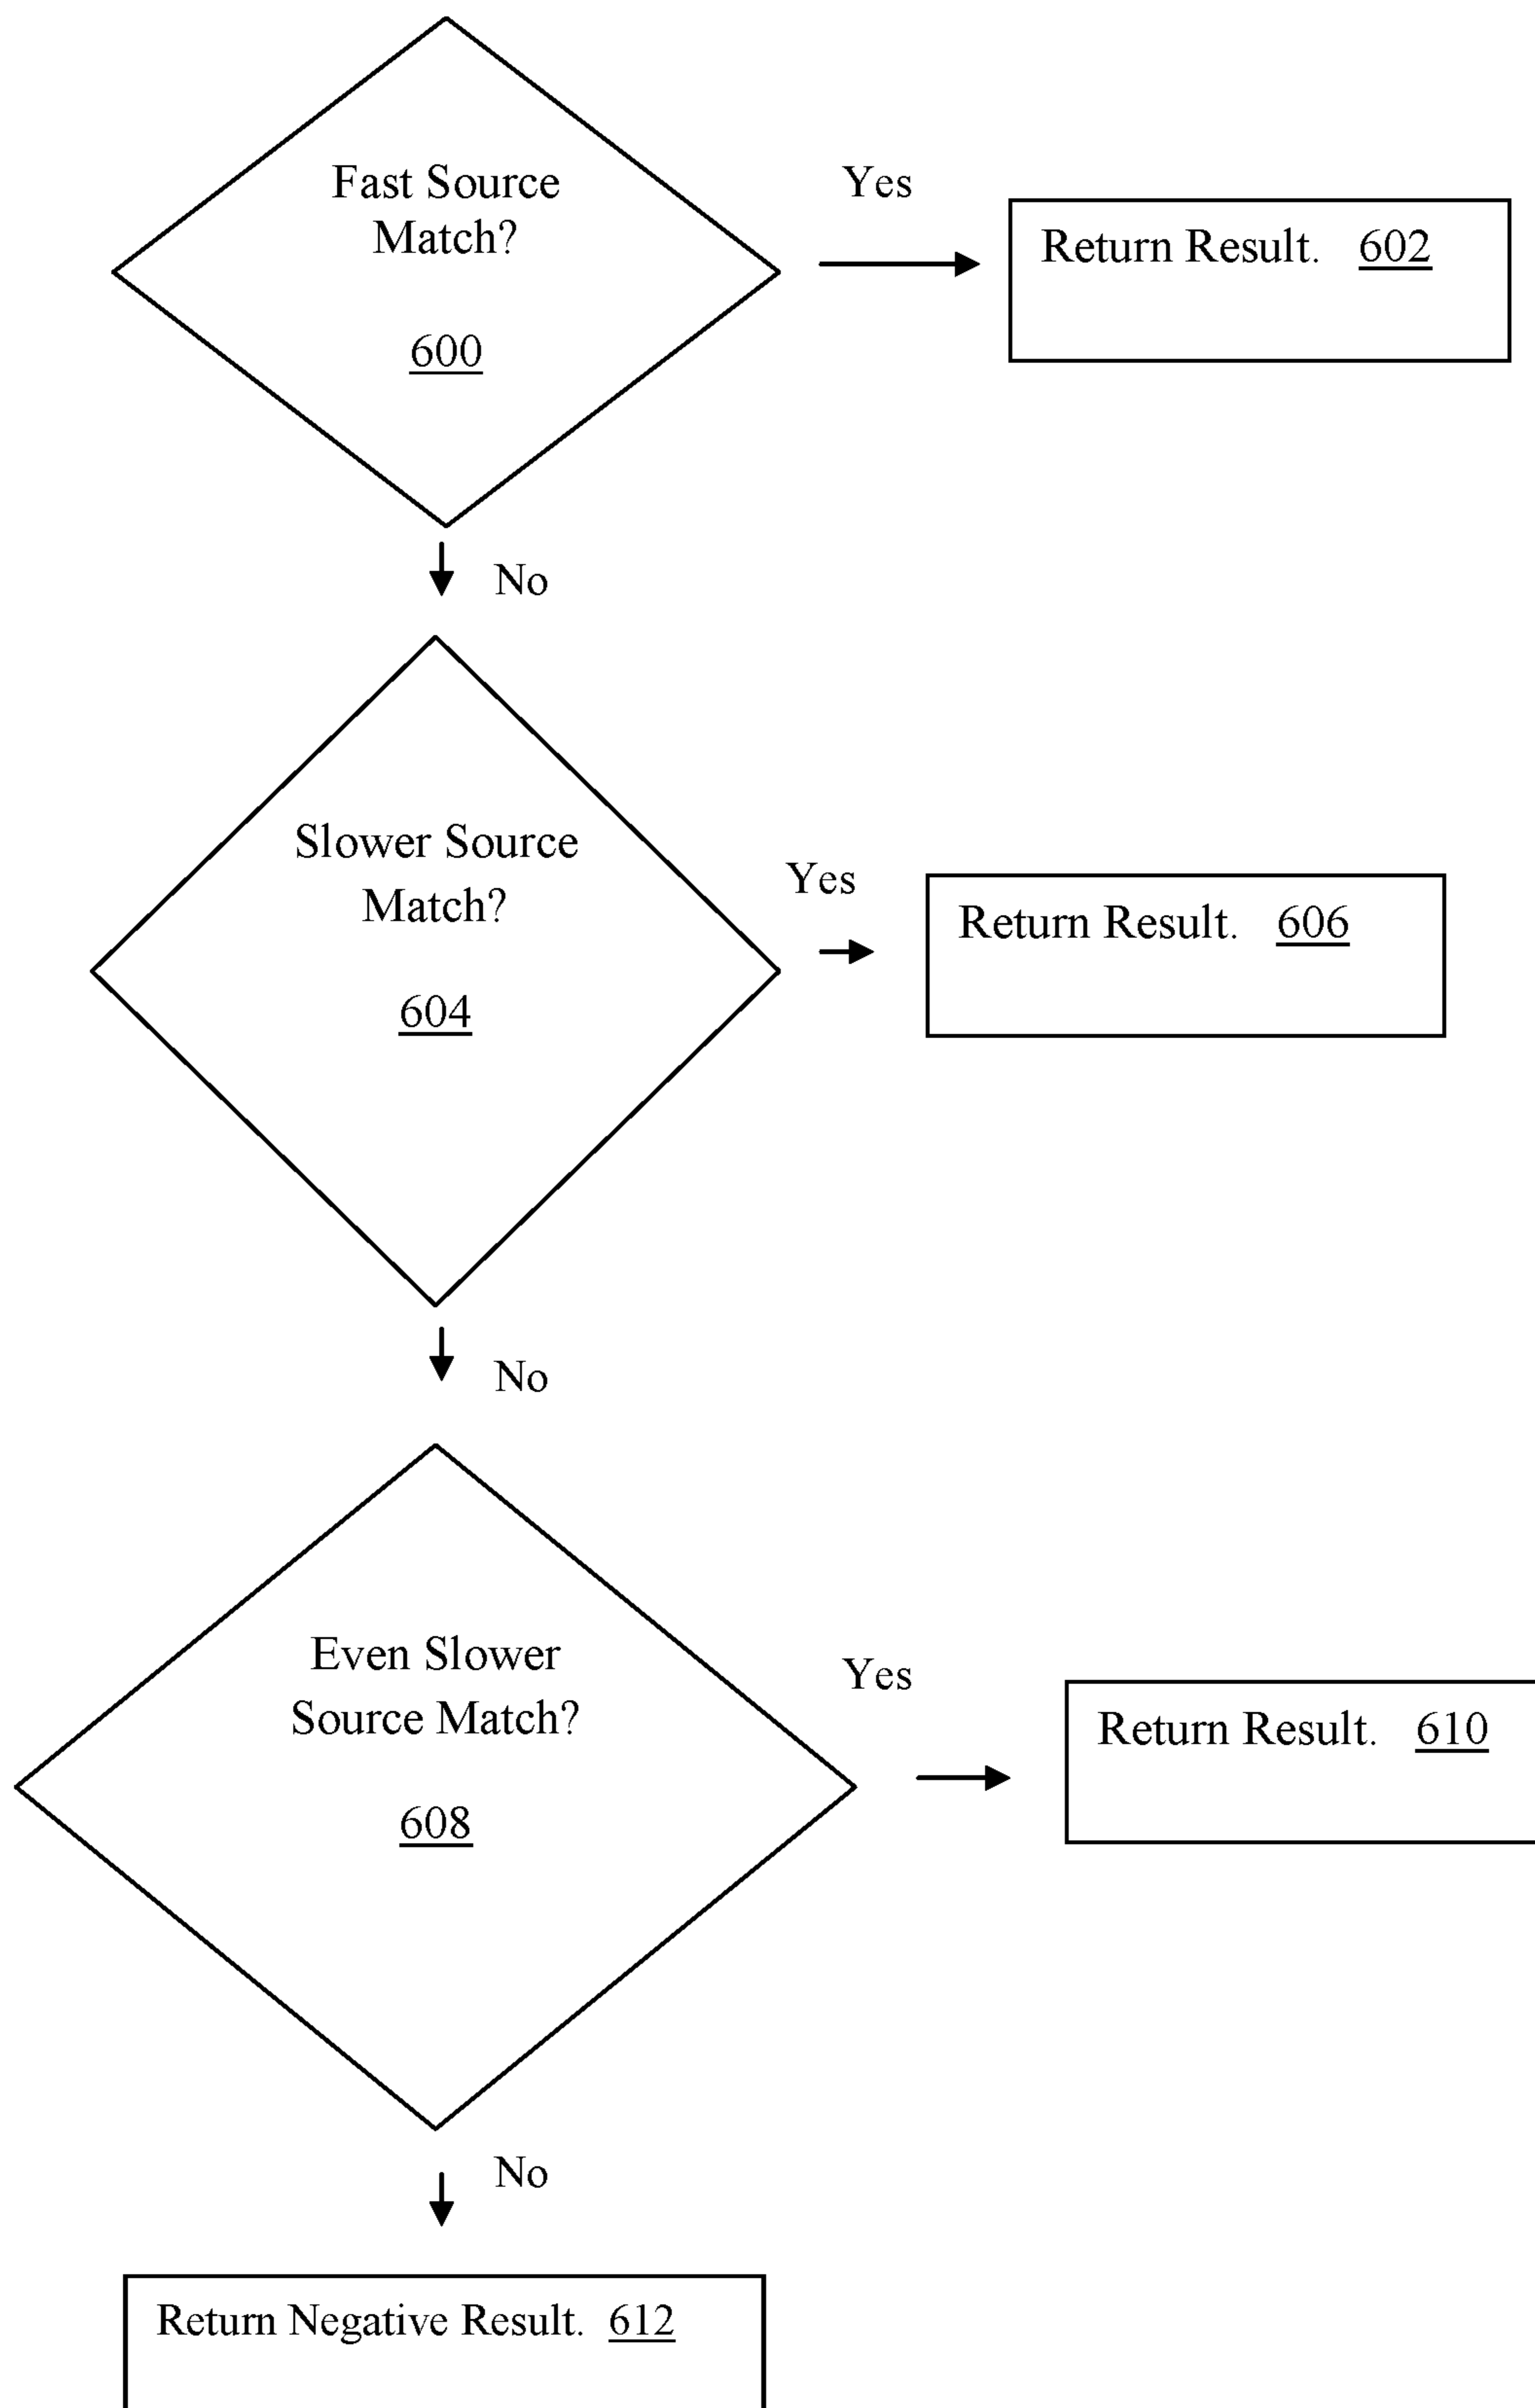 Fast Source
Match?
600
Yes
Return Result. 602
No
Slower Source
Match?
604
Yes
Return Result. 606
No
Even Slower
Source Match?
608
Yes
Return Result. 610
No
Return Negative Result. 612